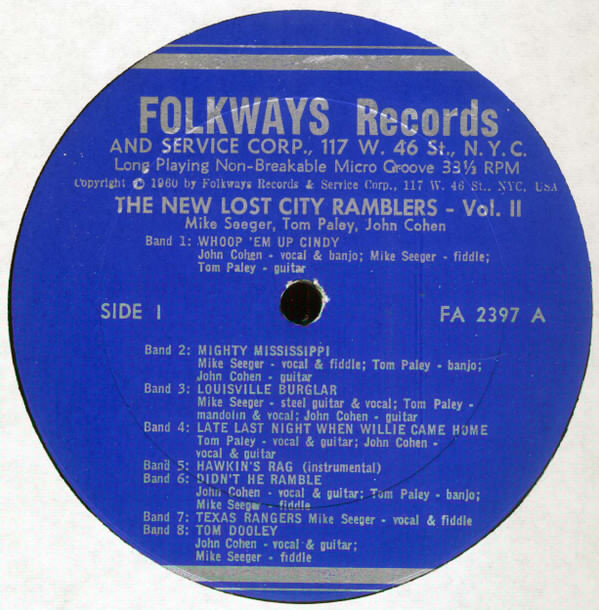 FOLKWAYS Records
AND SERVICE CORP., 117 W. 46 St., N.Y.C.
Long Playing Non-Breakable Micro Groove 33⅓ RPM
Copyright © 1960 by Folkways Records & Service Corp., 117 W. 46 St., NYC, USA
THE NEW LOST CITY RAMBLERS - Vol. II
Mike Seeger, Tom Paley, John Cohen
Band 1: WHOOP 'EM UP CINDY
John Cohen - vocal & banjo; Mike Seeger - fiddle;
Tom Paley - guitar
SIDE I
FA 2397 A
Band 2: MIGHTY MISSISSIPPI
Mike Seeger - vocal & fiddle; Tom Paley - banjo;
John Cohen - guitar
Band 3: LOUISVILLE BURGLAR
Mike Seeger - steel guitar & vocal; Tom Paley -
mandolin & vocal; John Cohen - guitar
Band 4: LATE LAST NIGHT WHEN WILLIE CAME HOME
Tom Paley - vocal & guitar; John Cohen -
vocal & guitar
Band 5: HAWKIN'S RAG (instrumental)
Band 6: DIDN'T HE RAMBLE
John Cohen - vocal & guitar; Tom Paley - banjo;
Mike Seeger - fiddle
Band 7: TEXAS RANGERS Mike Seeger - vocal & fiddle
Band 8: TOM DOOLEY
John Cohen - vocal & guitar;
Mike Seeger - fiddle